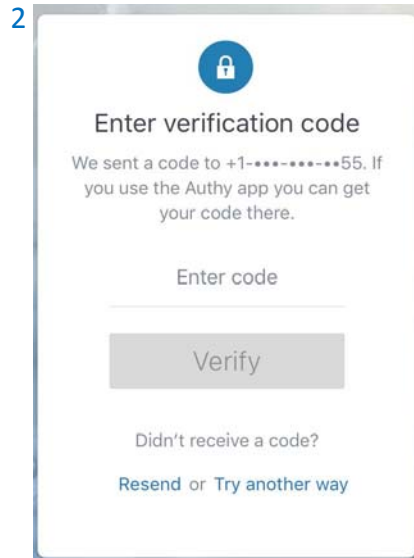 2
Enter verification code
We sent a code to +1-•••-•••-••55. If
you use the Authy app you can get
your code there.
Enter code
Verify
Didn't receive a code?
Resend or Try another way